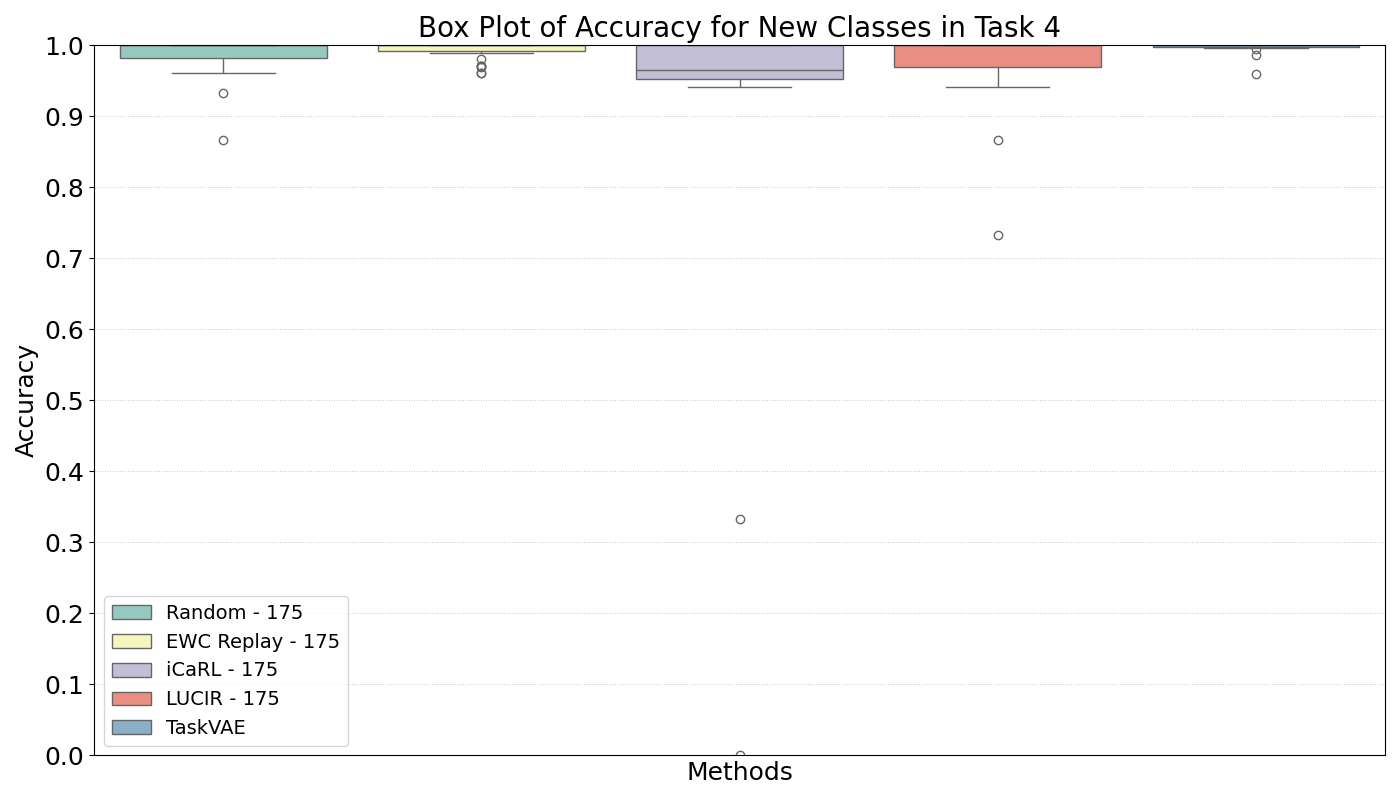 Box Plot of Accuracy for New Classes in Task 4
1.0
0.9
0.8
0.7
0.6
0.5
0.4
0.3
0.2
0.1
0.0
Accuracy
Random - 175
EWC Replay - 175
iCaRL - 175
LUCIR - 175
TaskVAE
Methods